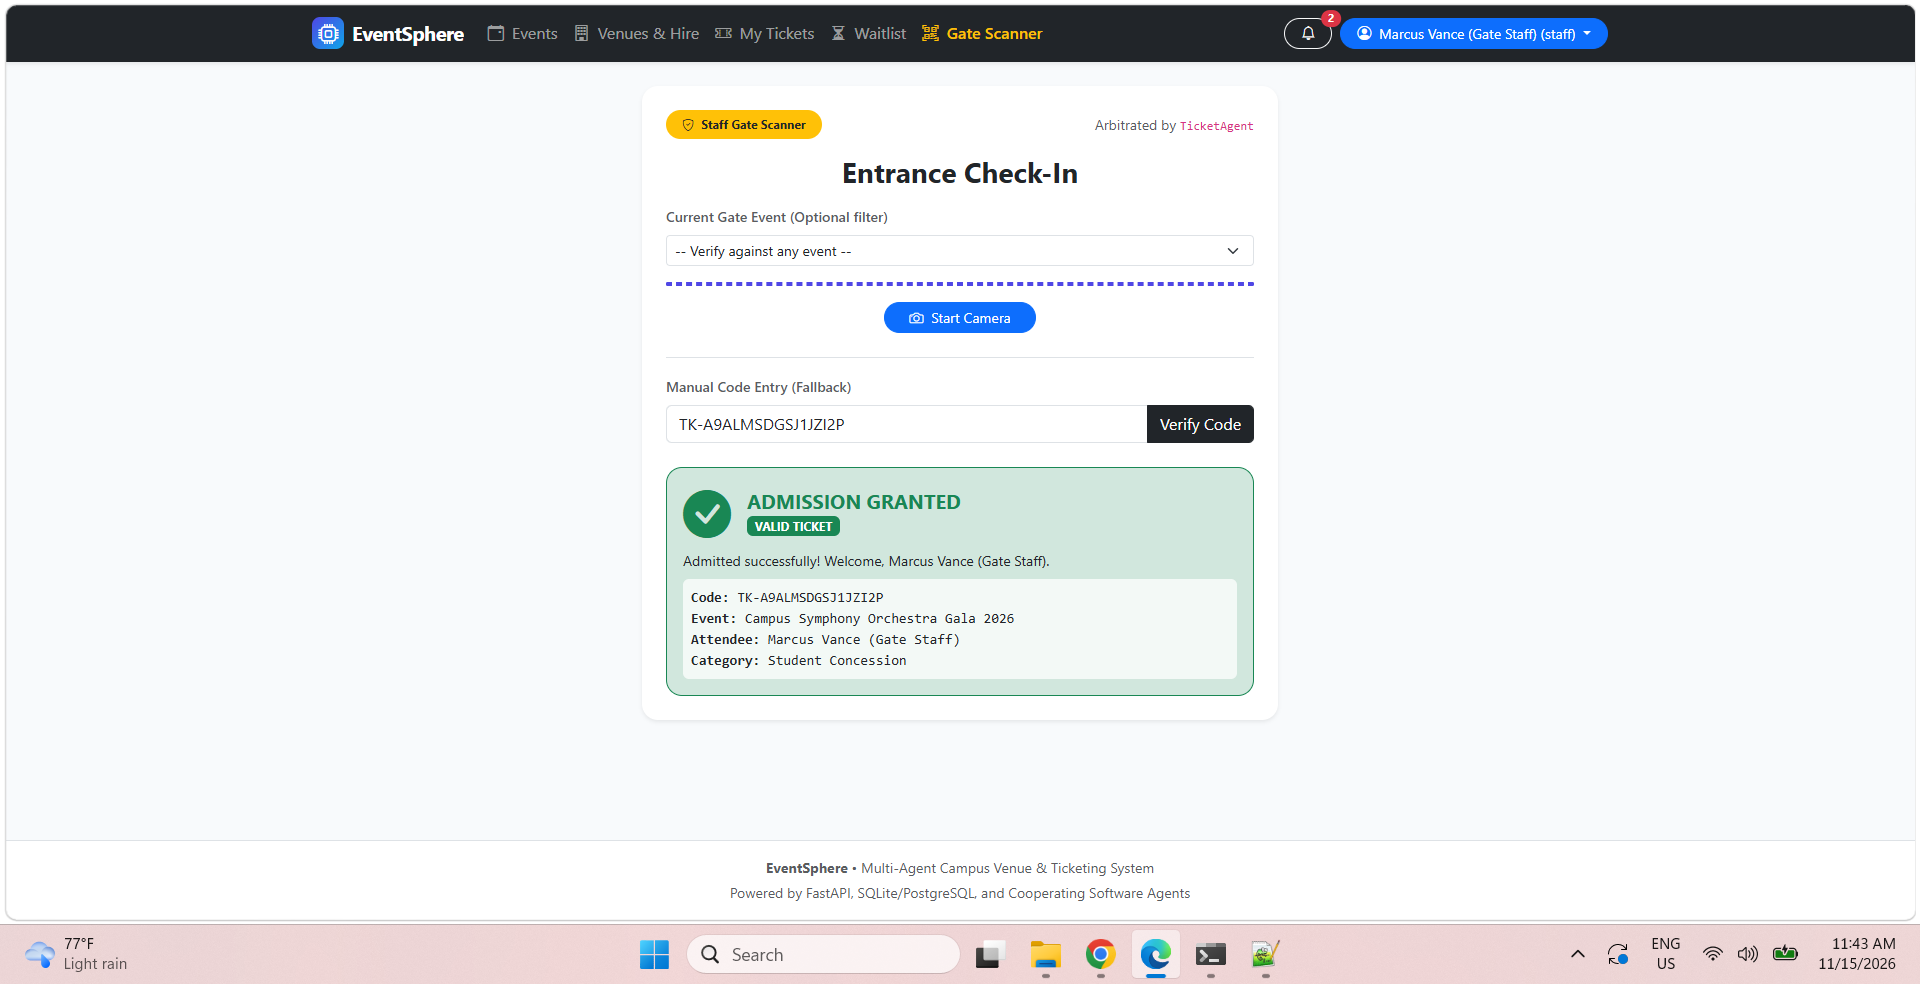 EventSphere
Events
Venues & Hire
My Tickets
Waitlist
Gate Scanner
2
Marcus Vance (Gate Staff) (staff)
Staff Gate Scanner
Arbitrated by TicketAgent
Entrance Check-In
Current Gate Event (Optional filter)
-- Verify against any event --
Start Camera
Manual Code Entry (Fallback)
TK-A9ALMSDGSJ1JZI2P
Verify Code
ADMISSION GRANTED
VALID TICKET
Admitted successfully! Welcome, Marcus Vance (Gate Staff).
Code: TK-A9ALMSDGSJ1JZI2P
Event: Campus Symphony Orchestra Gala 2026
Attendee: Marcus Vance (Gate Staff)
Category: Student Concession
EventSphere • Multi-Agent Campus Venue & Ticketing System
Powered by FastAPI, SQLite/PostgreSQL, and Cooperating Software Agents
77°F
Light rain
Search
ENG
US
11:43 AM
11/15/2026